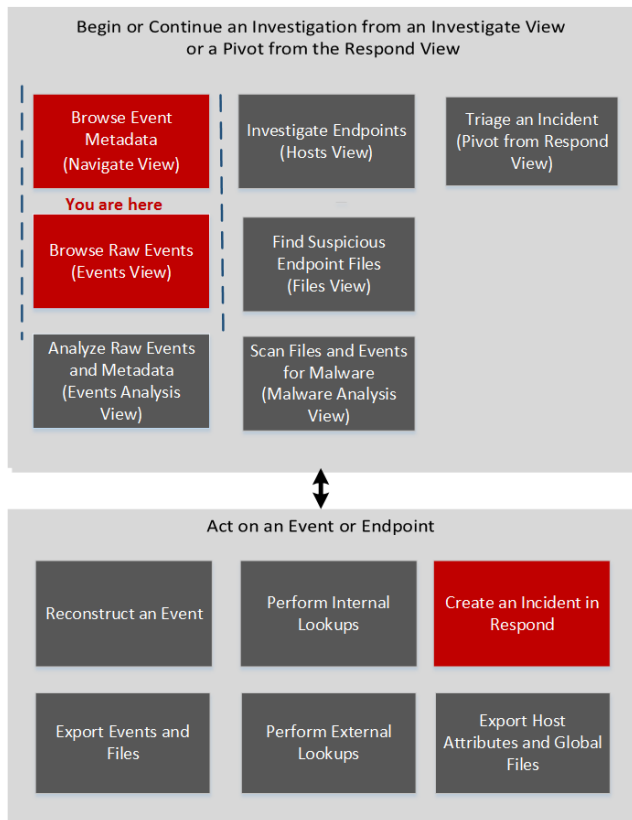 Begin or Continue an Investigation from an Investigate View
or a Pivot from the Respond View
Browse Event
Metadata
(Navigate View)
Investigate Endpoints
(Hosts View)
Triage an Incident
(Pivot from Respond
View)
You are here
Browse Raw Events
(Events View)
Find Suspicious
Endpoint Files
(Files View)
Analyze Raw Events
and Metadata
(Events Analysis
View)
Scan Files and Events
for Malware
(Malware Analysis
View)
Act on an Event or Endpoint
Reconstruct an Event
Perform Internal
Lookups
Create an Incident in
Respond
Export Events and
Files
Perform External
Lookups
Export Host
Attributes and Global
Files